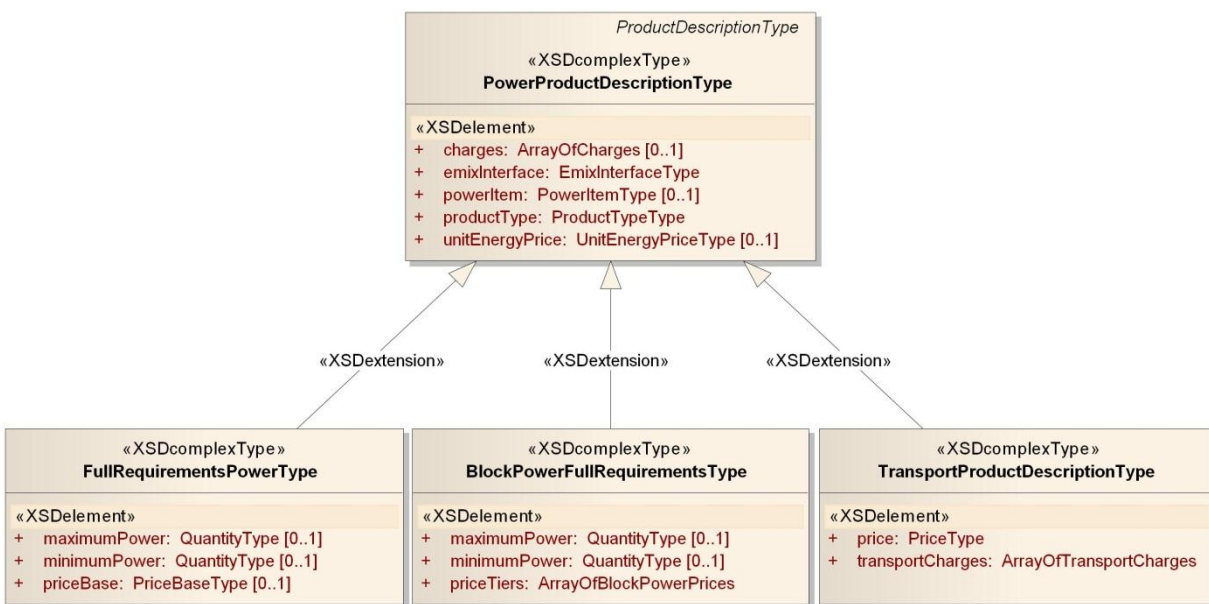 ProductDescriptionType
«XSDcomplexType»
PowerProductDescriptionType
«XSDelement»
+ charges: ArrayOfCharges [0..1]
+ emixInterface: EmixInterfaceType
+ powerItem: PowerItemType [0..1]
+ productType: ProductTypeType
+ unitEnergyPrice: UnitEnergyPriceType [0..1]
«XSDextension»
«XSDextension»
«XSDextension»
«XSDcomplexType»
FullRequirementsPowerType
«XSDelement»
+ maximumPower: QuantityType [0..1]
+ minimumPower: QuantityType [0..1]
+ priceBase: PriceBaseType [0..1]
«XSDcomplexType»
BlockPowerFullRequirementsType
«XSDelement»
+ maximumPower: QuantityType [0..1]
+ minimumPower: QuantityType [0..1]
+ priceTiers: ArrayOfBlockPowerPrices
«XSDcomplexType»
TransportProductDescriptionType
«XSDelement»
+ price: PriceType
+ transportCharges: ArrayOfTransportCharges